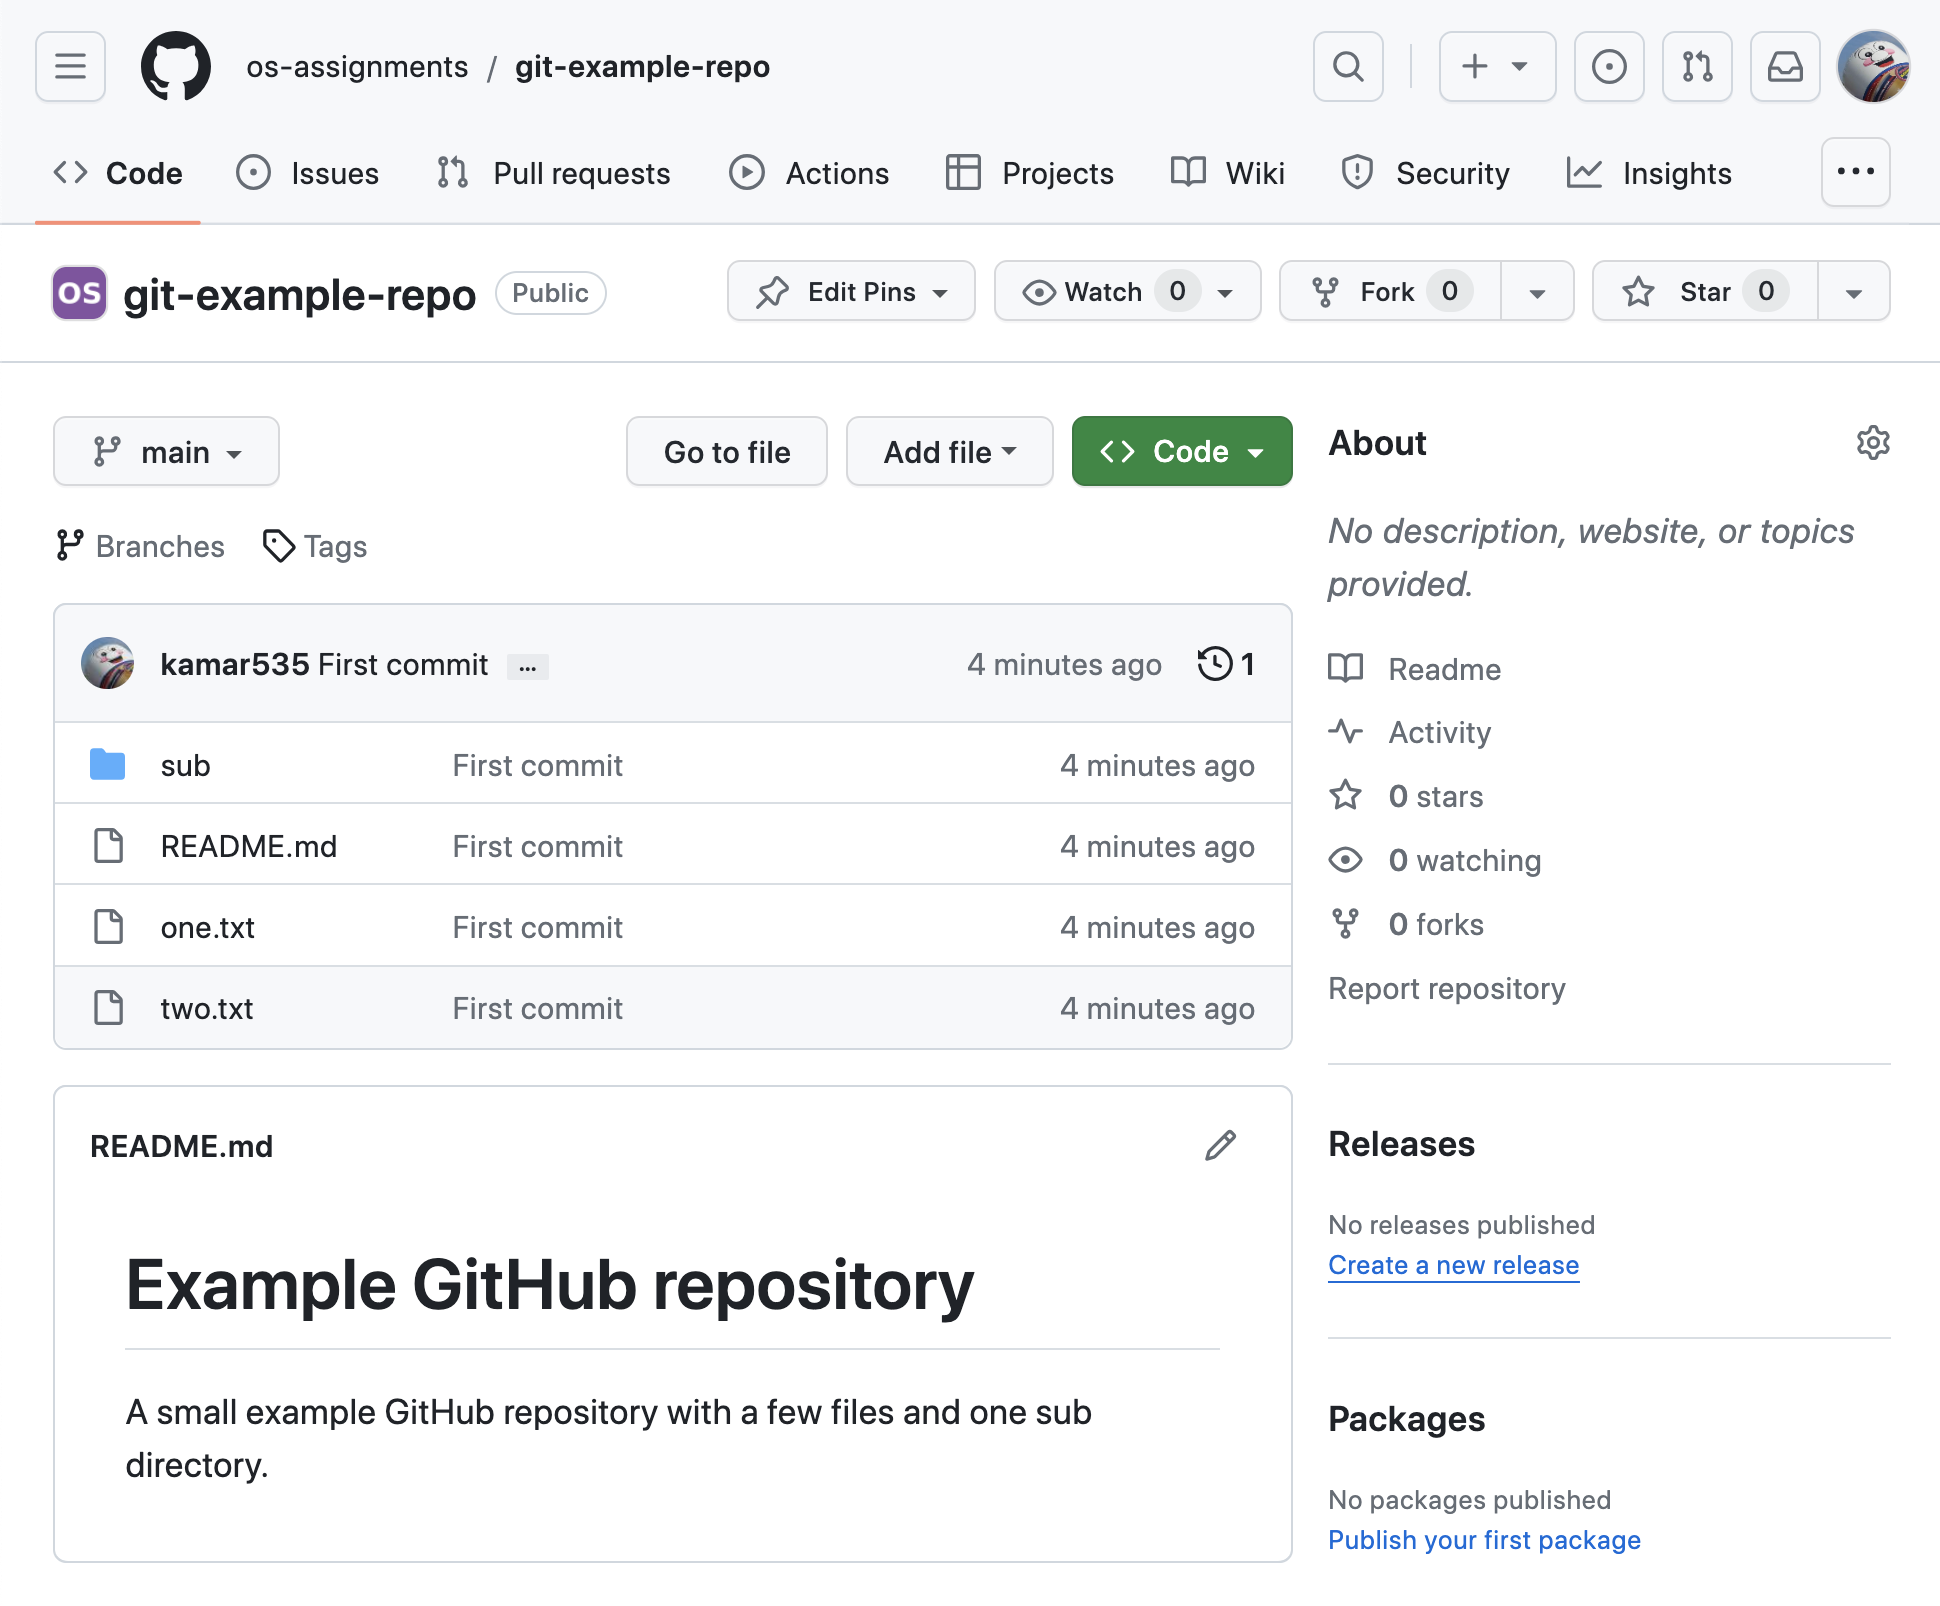 os-assignments / git-example-repo
Code Issues Pull requests Actions Projects Wiki Security Insights
OS git-example-repo Public Edit Pins Watch 0 Fork 0 Star 0
main Go to file Add file Code
Branches Tags
kamar535 First commit ... 4 minutes ago 1
sub First commit 4 minutes ago
README.md First commit 4 minutes ago
one.txt First commit 4 minutes ago
two.txt First commit 4 minutes ago
README.md
Example GitHub repository
A small example GitHub repository with a few files and one sub
directory.
About
No description, website, or topics
provided.
Readme
Activity
0 stars
0 watching
0 forks
Report repository
Releases
No releases published
Create a new release
Packages
No packages published
Publish your first package